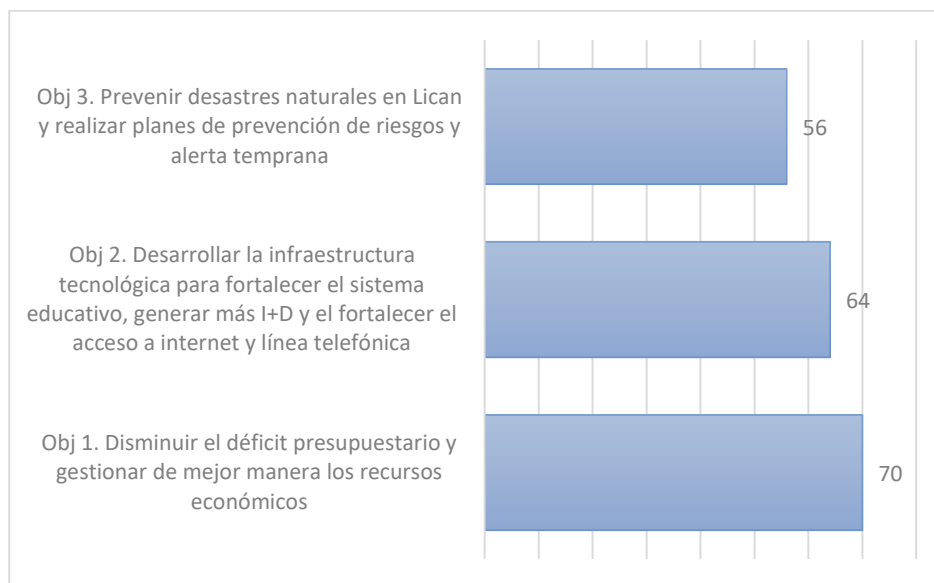 Obj 3. Prevenir desastres naturales en Lican
y realizar planes de prevención de riesgos y
alerta temprana
56
Obj 2. Desarrollar la infraestructura
tecnológica para fortalecer el sistema
educativo, generar más I+D y el fortalecer el
acceso a internet y línea telefónica
64
Obj 1. Disminuir el déficit presupuestario y
gestionar de mejor manera los recursos
económicos
70